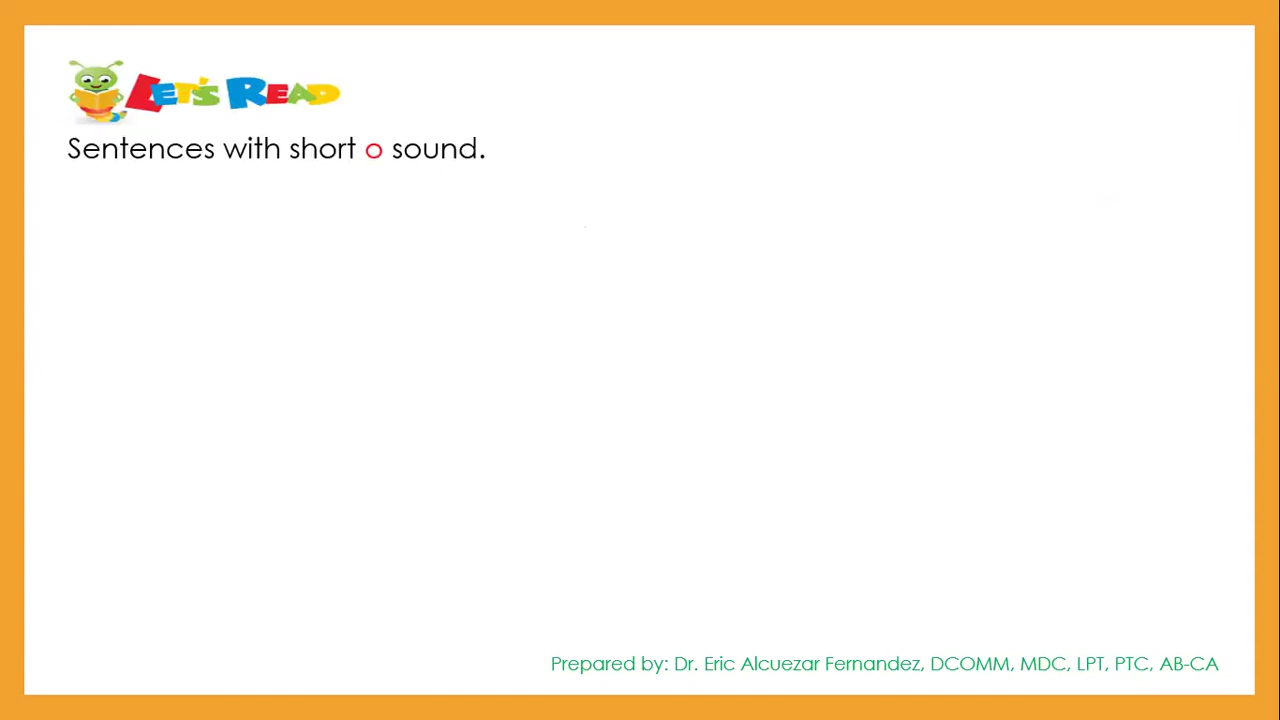 LET'S READ
Sentences with short o sound.
Prepared by: Dr. Eric Alcuezar Fernandez, DCOMM, MDC, LPT, PTC, AB-CA